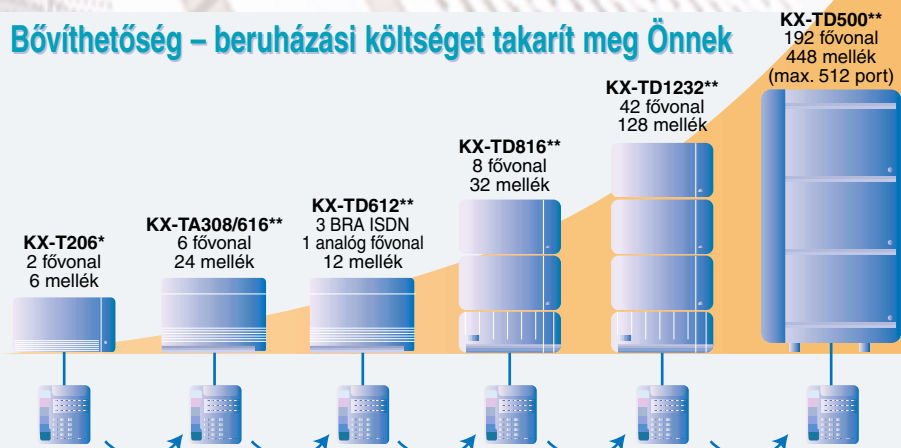 Bővíthetőség – beruházási költséget takarít meg Önnek
KX-T206*
2 fővonal
6 mellék
KX-TA308/616**
6 fővonal
24 mellék
KX-TD612**
3 BRA ISDN
1 analóg fővonal
12 mellék
KX-TD816**
8 fővonal
32 mellék
KX-TD1232**
42 fővonal
128 mellék
KX-TD500**
192 fővonal
448 mellék
(max. 512 port)